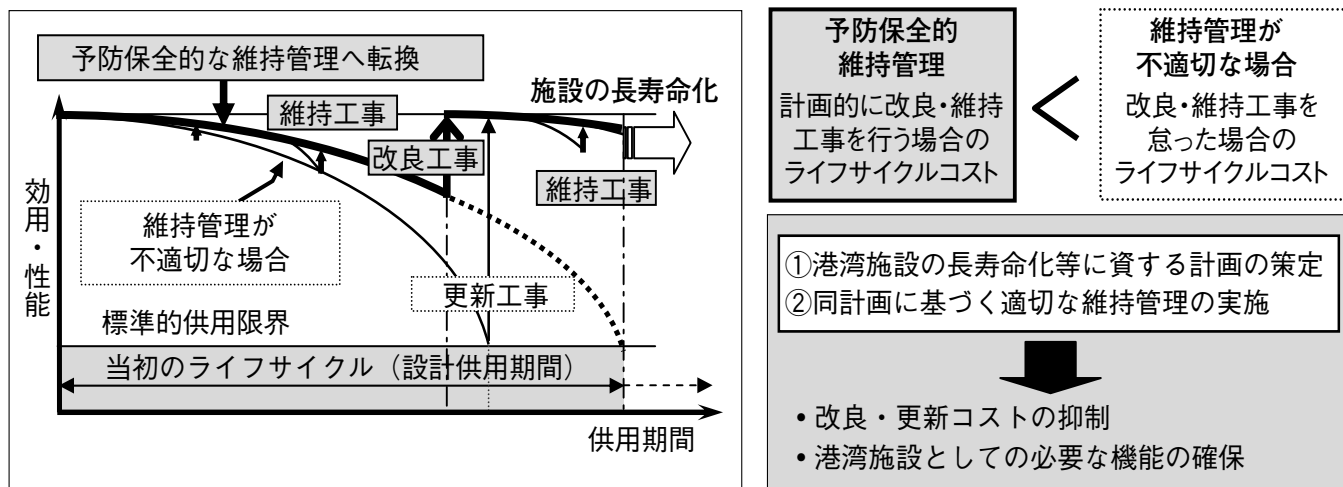 予防保全的な維持管理へ転換
施設の長寿命化
維持工事
改良工事
維持工事
効用・性能
維持管理が
不適切な場合
更新工事
標準的供用限界
当初のライフサイクル（設計供用期間）
供用期間
予防保全的
維持管理
計画的に改良・維持
工事を行う場合の
ライフサイクルコスト
＜
維持管理が
不適切な場合
改良・維持工事を
怠った場合の
ライフサイクルコスト
①港湾施設の長寿命化等に資する計画の策定
②同計画に基づく適切な維持管理の実施
• 改良・更新コストの抑制
• 港湾施設としての必要な機能の確保